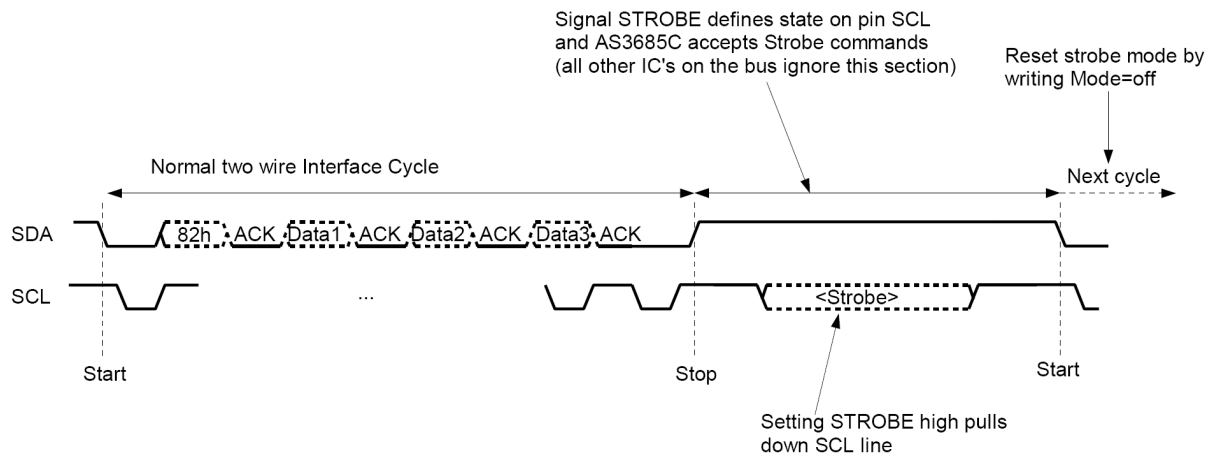 Signal STROBE defines state on pin SCL
and AS3685C accepts Strobe commands
(all other IC's on the bus ignore this section)
Reset strobe mode by
writing Mode=off
Normal two wire Interface Cycle
Next cycle
SDA 82h ACK Data1 ACK Data2 ACK Data3 ACK
SCL ... <Strobe>
Start Stop Start
Setting STROBE high pulls
down SCL line